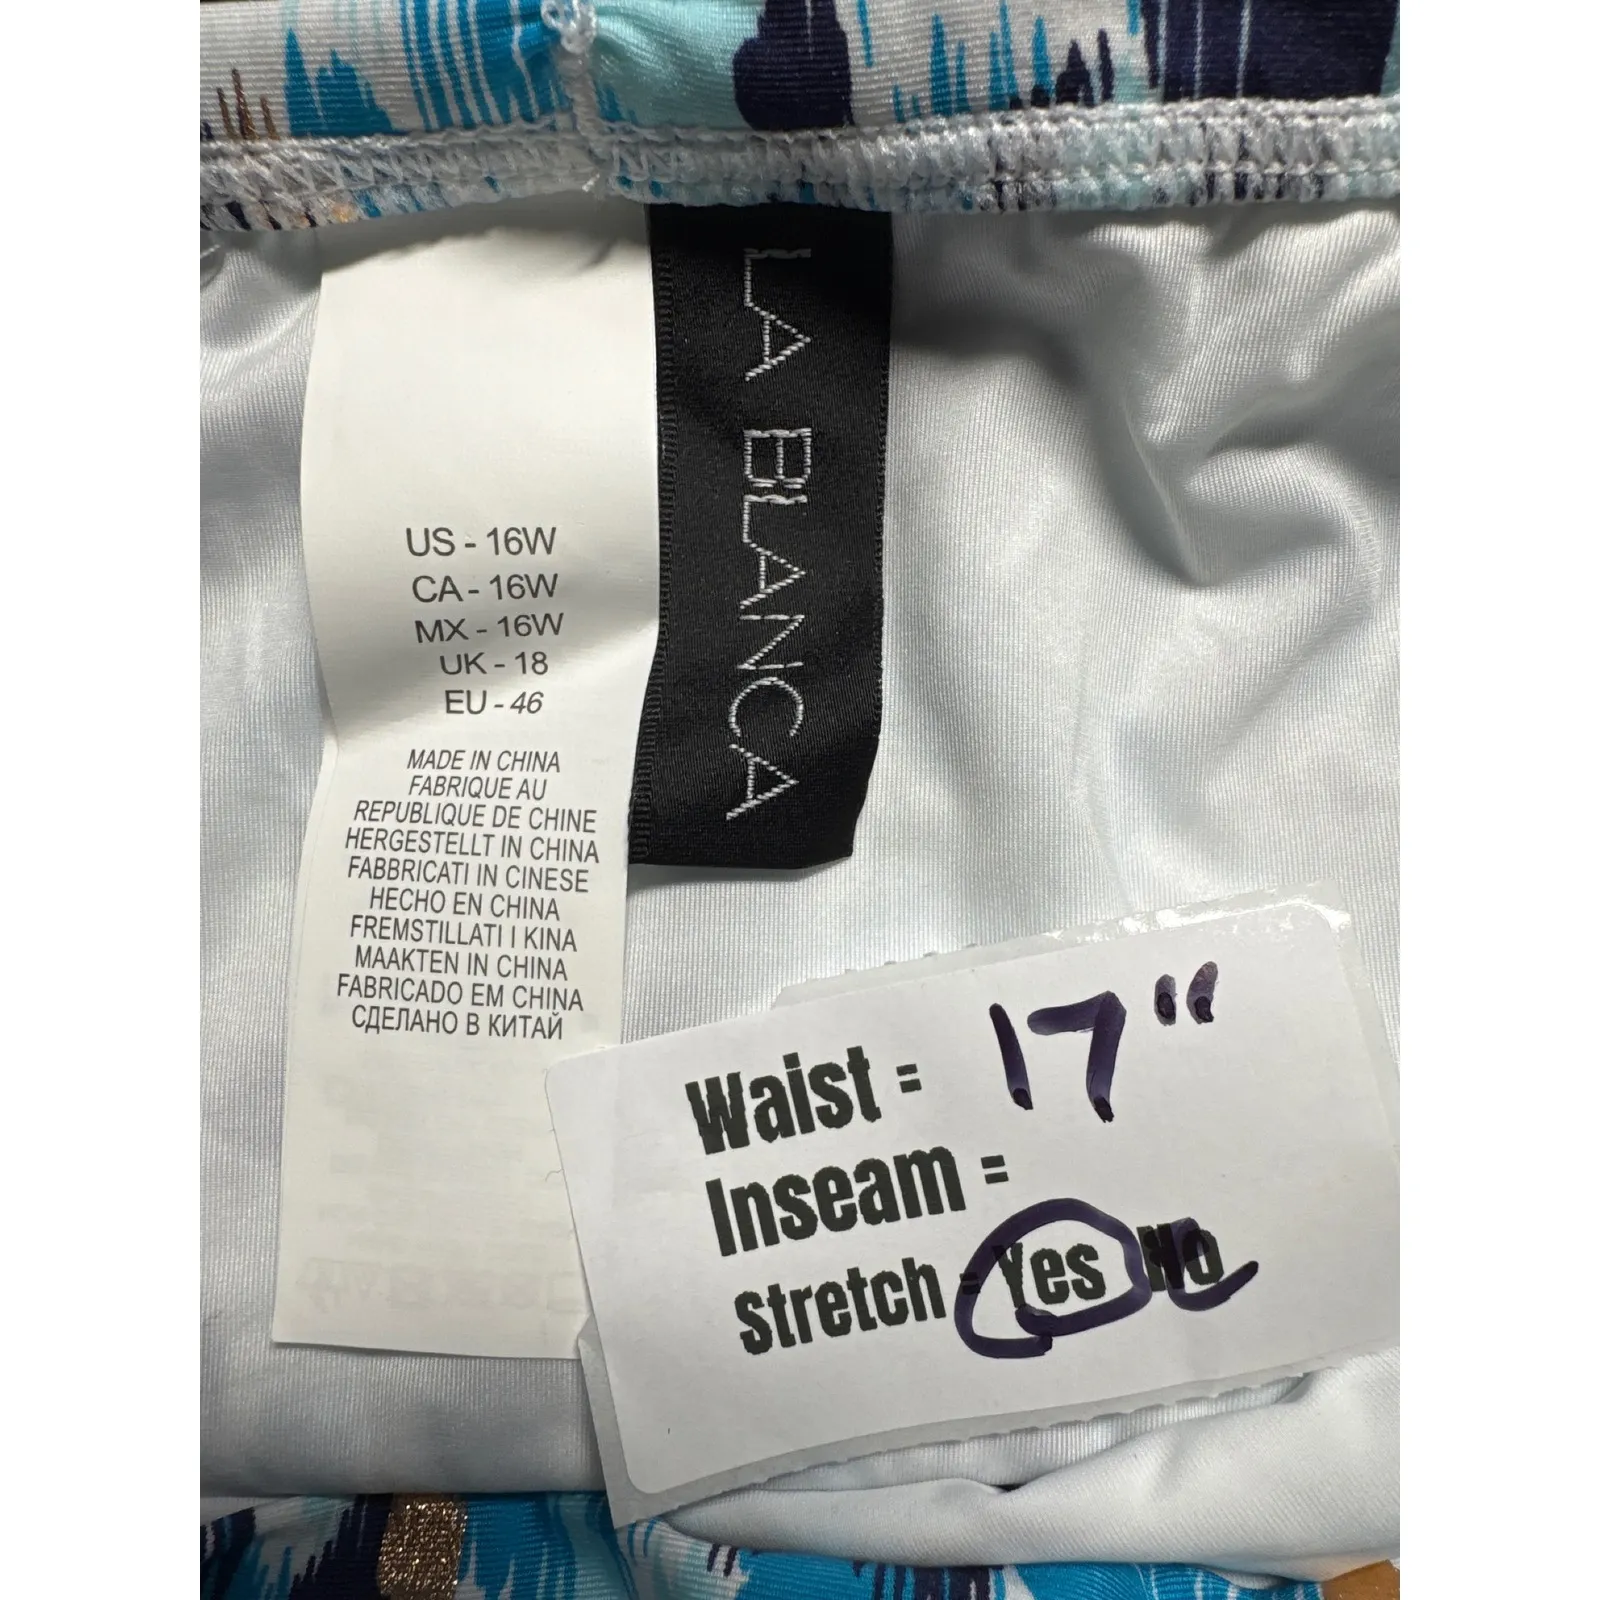 LA BLANCA
US - 16W
CA - 16W
MX - 16W
UK - 18
EU - 46
MADE IN CHINA
FABRIQUE AU
REPUBLIQUE DE CHINE
HERGESTELLT IN CHINA
FABBRICATI IN CINESE
HECHO EN CHINA
FREMSTILLATI I KINA
MAAKTEN IN CHINA
FABRICADO EM CHINA
СДЕЛАНО В КИТАЙ
Waist = 17"
Inseam =
Stretch = Yes No